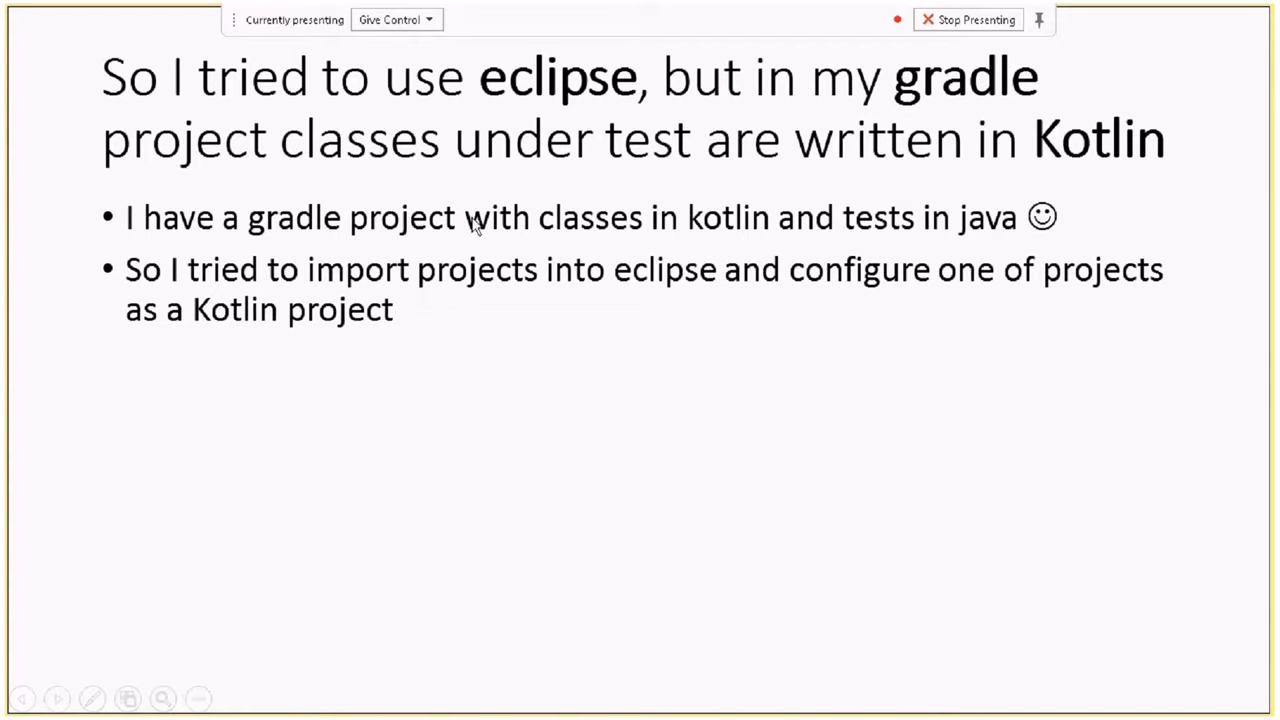 Currently presenting Give Control Stop Presenting
So I tried to use eclipse, but in my gradle
project classes under test are written in Kotlin
• I have a gradle project with classes in kotlin and tests in java ☺
• So I tried to import projects into eclipse and configure one of projects
as a Kotlin project